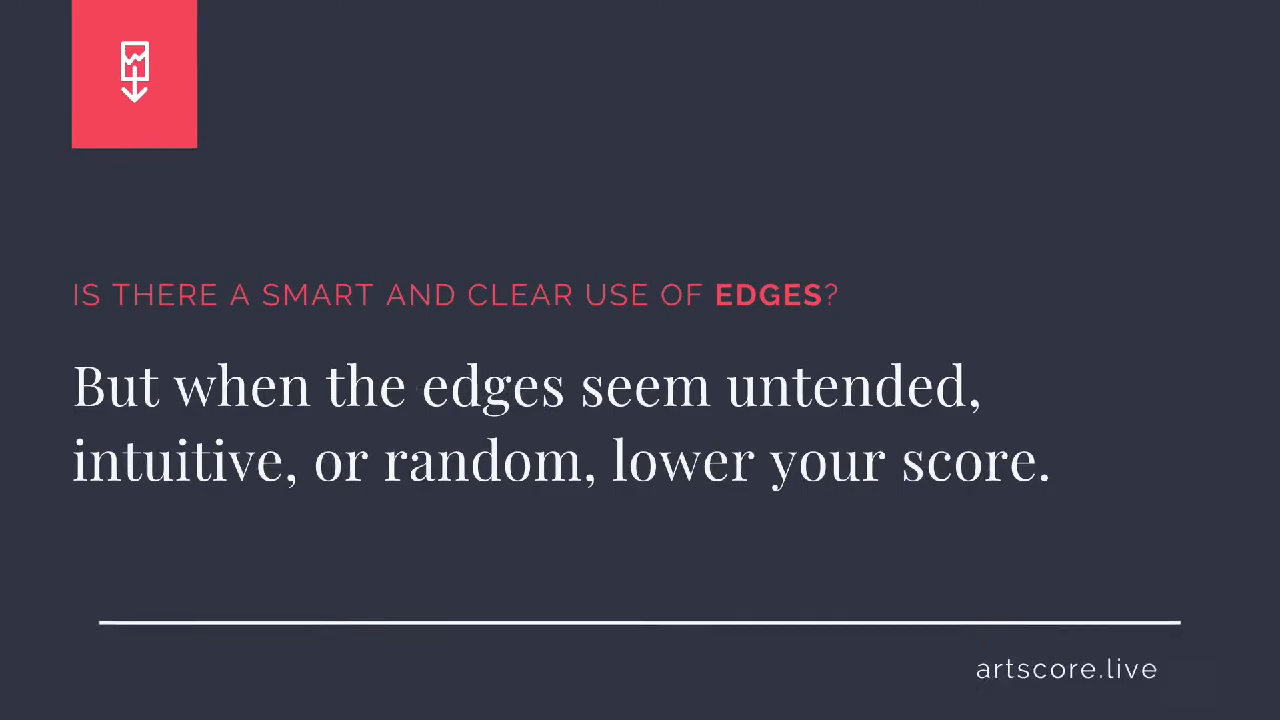 IS THERE A SMART AND CLEAR USE OF EDGES?
But when the edges seem untended,
intuitive, or random, lower your score.
artscore.live